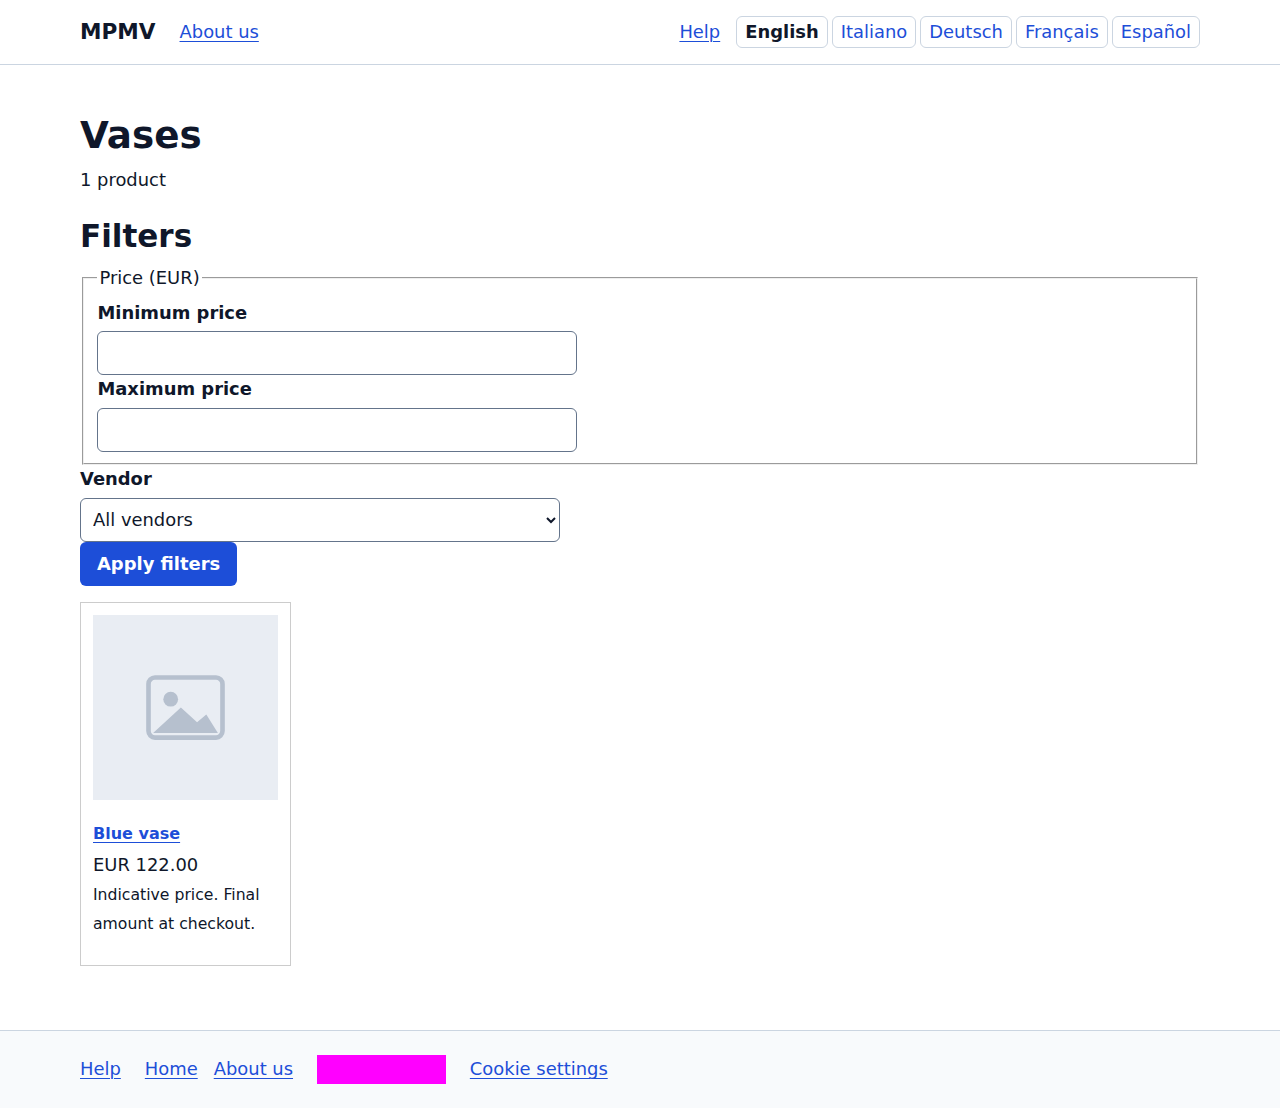 MPMV About us Help English Italiano Deutsch Français Español
Vases
1 product
Filters
Price (EUR)
Minimum price
Maximum price
Vendor
All vendors
Apply filters
Blue vase
EUR 122.00
Indicative price. Final
amount at checkout.
Help Home About us Cookie settings